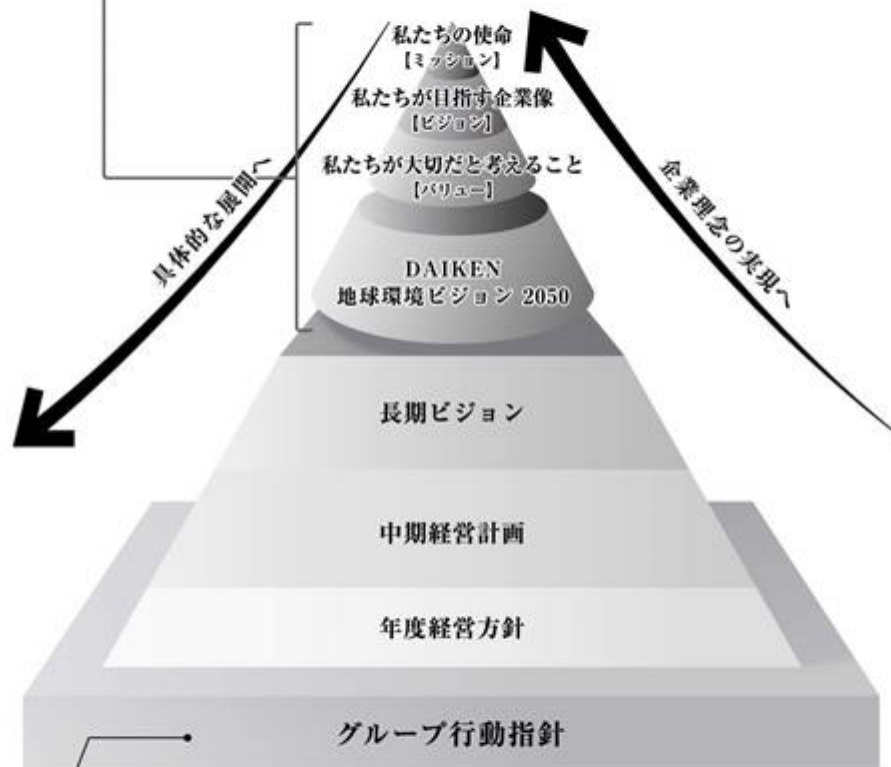 私たちの使命
【ミッション】
私たちが目指す企業像
【ビジョン】
私たちが大切だと考えること
【バリュー】
具体的な展開へ
企業理念の実現へ
DAIKEN
地球環境ビジョン 2050
長期ビジョン
中期経営計画
年度経営方針
グループ行動指針